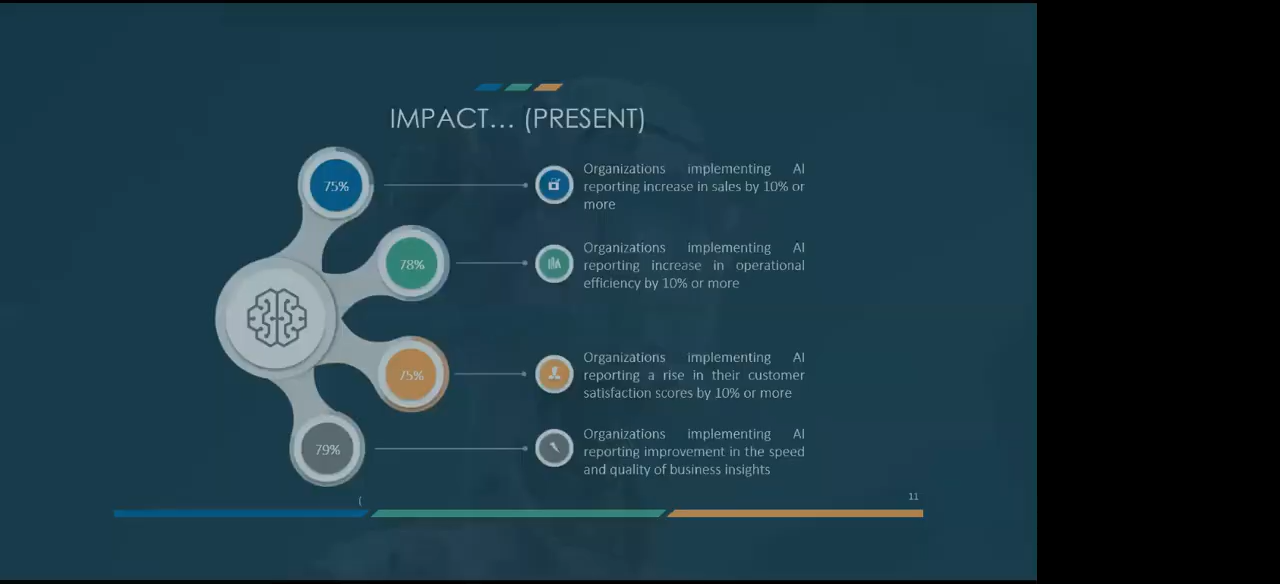 IMPACT... (PRESENT)
75%
Organizations implementing AI
reporting increase in sales by 10% or
more
78%
Organizations implementing AI
reporting increase in operational
efficiency by 10% or more
75%
Organizations implementing AI
reporting a rise in their customer
satisfaction scores by 10% or more
79%
Organizations implementing AI
reporting improvement in the speed
and quality of business insights
(
11